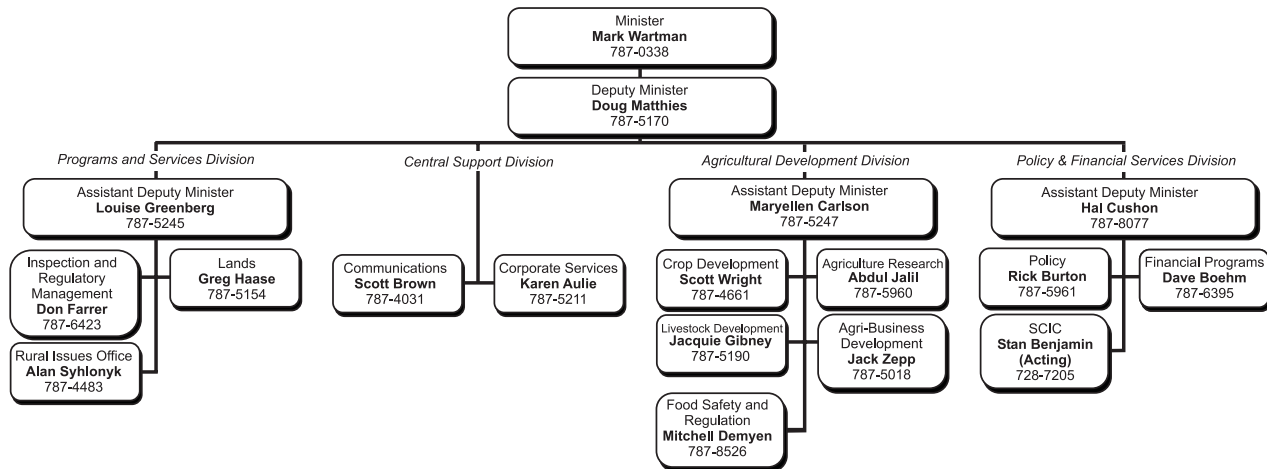 Minister
Mark Wartman
787-0338
Deputy Minister
Doug Matthies
787-5170
Programs and Services Division
Central Support Division
Agricultural Development Division
Policy & Financial Services Division
Assistant Deputy Minister
Louise Greenberg
787-5245
Inspection and
Regulatory
Management
Don Farrer
787-6423
Lands
Greg Haase
787-5154
Rural Issues Office
Alan Syhlonyk
787-4483
Communications
Scott Brown
787-4031
Corporate Services
Karen Aulie
787-5211
Assistant Deputy Minister
Maryellen Carlson
787-5247
Crop Development
Scott Wright
787-4661
Agriculture Research
Abdul Jalil
787-5960
Livestock Development
Jacquie Gibney
787-5190
Agri-Business
Development
Jack Zepp
787-5018
Food Safety and
Regulation
Mitchell Demyen
787-8526
Assistant Deputy Minister
Hal Cushon
787-8077
Policy
Rick Burton
787-5961
Financial Programs
Dave Boehm
787-6395
SCIC
Stan Benjamin
(Acting)
728-7205